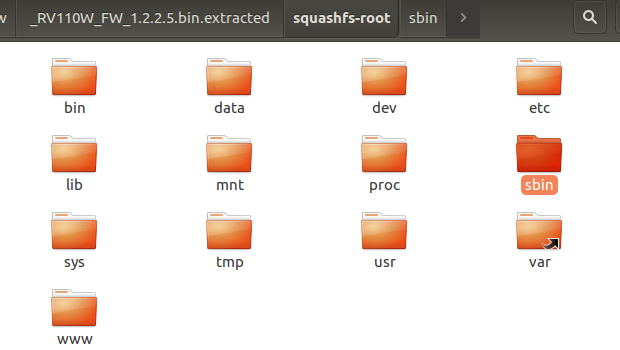 w _RV110W_FW_1.2.2.5.bin.extracted squashfs-root sbin
bin data dev etc
lib mnt proc sbin
sys tmp usr var
www